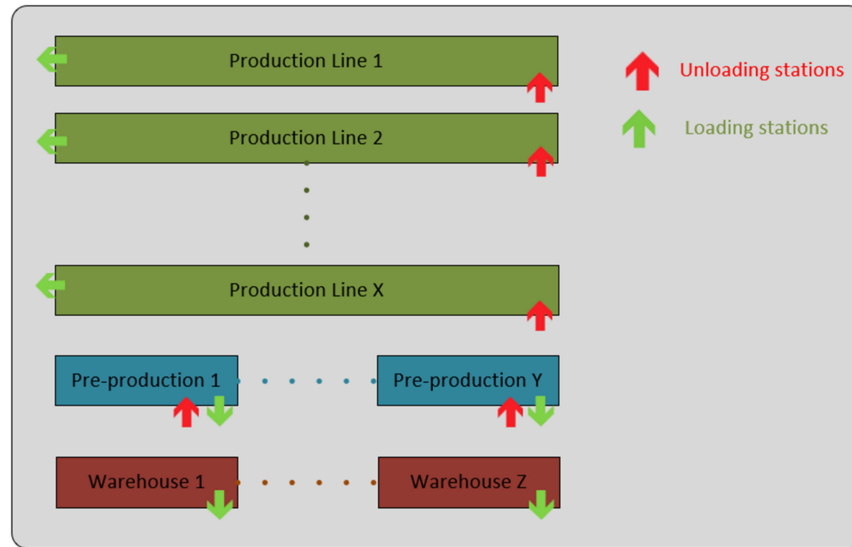 Production Line 1
Unloading stations
Production Line 2
Loading stations
Production Line X
Pre-production 1
Pre-production Y
Warehouse 1
Warehouse Z